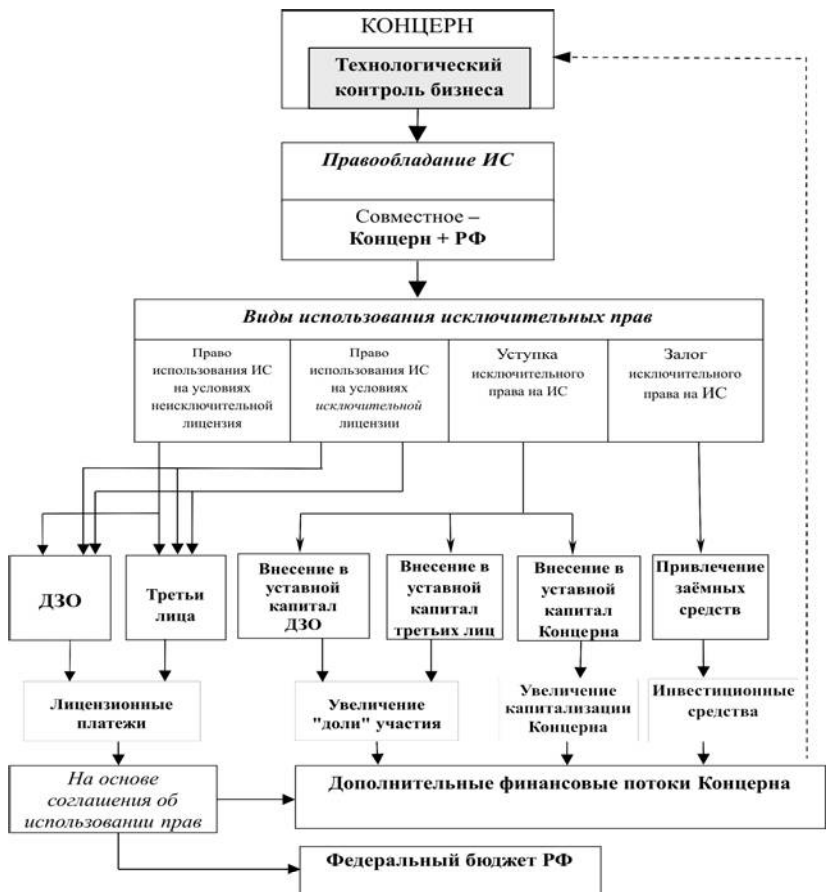 КОНЦЕРН
Технологический
контроль бизнеса
Правообладание ИС
Совместное –
Концерн + РФ
Виды использования исключительных прав
Право
использования ИС
на условиях
неисключительной
лицензия
Право
использования ИС
на условиях
исключительной
лицензии
Уступка
исключительного
права на ИС
Залог
исключительного
права на ИС
ДЗО
Третьи
лица
Внесение в
уставной
капитал
ДЗО
Внесение в
уставной
капитал
третьих лиц
Внесение в
уставной
капитал
Концерна
Привлечение
заёмных
средств
Лицензионные
платежи
Увеличение
"доли" участия
Увеличение
капитализации
Концерна
Инвестиционные
средства
На основе
соглашения об
использовании прав
Дополнительные финансовые потоки Концерна
Федеральный бюджет РФ